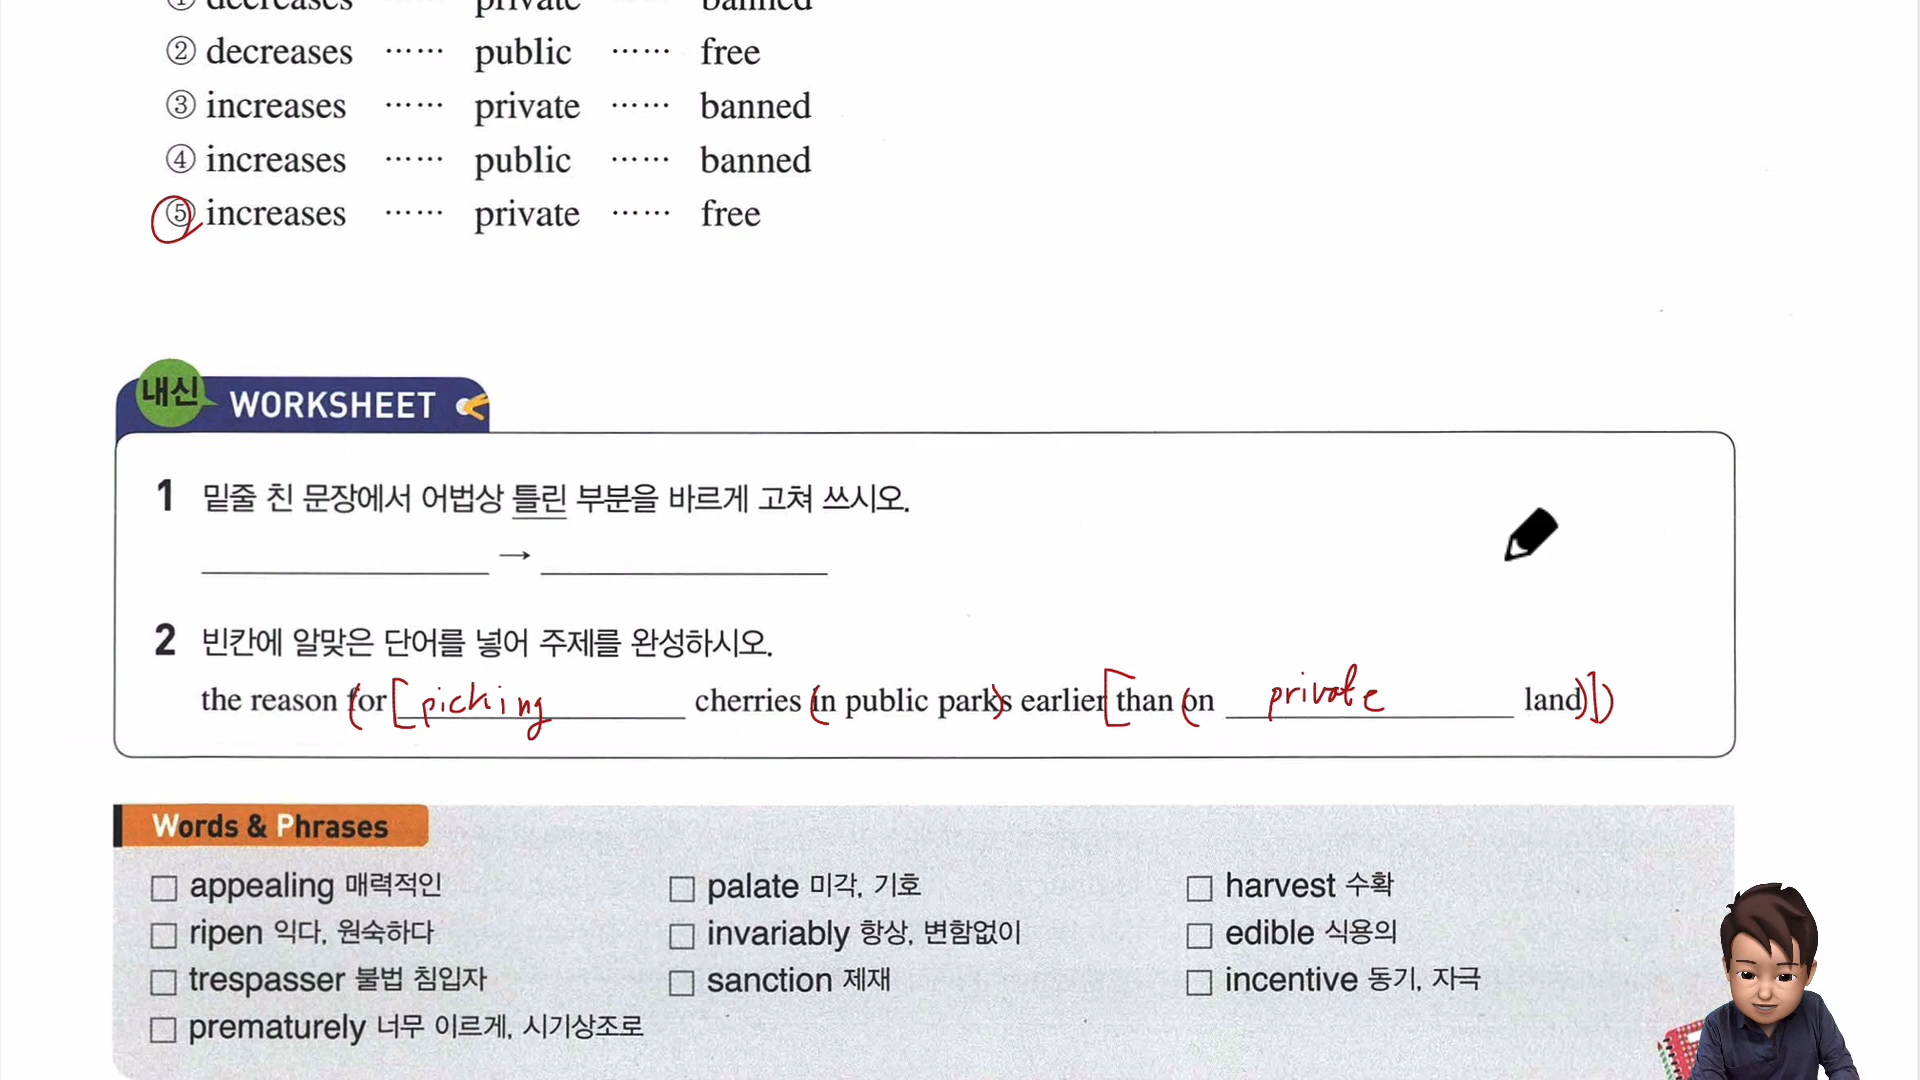 ① decreases …… private …… banned
② decreases …… public …… free
③ increases …… private …… banned
④ increases …… public …… banned
⑤ increases …… private …… free
내신 WORKSHEET
1 밑줄 친 문장에서 어법상 틀린 부분을 바르게 고쳐 쓰시오.
→
2 빈칸에 알맞은 단어를 넣어 주제를 완성하시오.
the reason (for [picking cherries (in public parks) earlier [than (on private land)])
Words & Phrases
appealing 매력적인 palate 미각, 기호 harvest 수확
ripen 익다, 원숙하다 invariably 항상, 변함없이 edible 식용의
trespasser 불법 침입자 sanction 제재 incentive 동기, 자극
prematurely 너무 이르게, 시기상조로